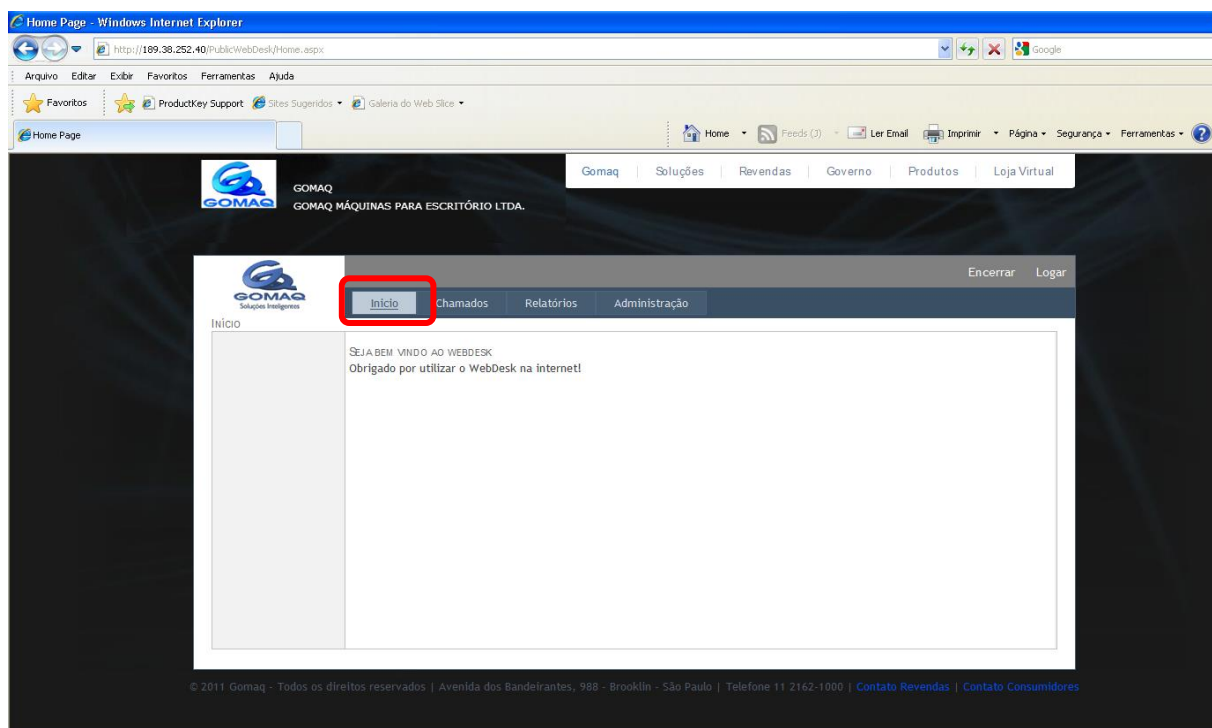 Home Page - Windows Internet Explorer
http://189.38.252.40/PublicWebDesk/Home.aspx
Google
Arquivo Editar Exibir Favoritos Ferramentas Ajuda
Favoritos ProductKey Support Sites Sugeridos Galeria do Web Slice
Home Page
Home Feeds (J) Ler Email Imprimir Página Segurança Ferramentas
Gomaq Soluções Revendas Governo Produtos Loja Virtual
GOMAQ
GOMAQ
GOMAQ MÁQUINAS PARA ESCRITÓRIO LTDA.
Encerrar Logar
GOMAQ
Soluções Inteligentes
Início Chamados Relatórios Administração
INÍCIO
SEJA BEM VINDO AO WEBDESK
Obrigado por utilizar o WebDesk na internet!
© 2011 Gomaq - Todos os direitos reservados | Avenida dos Bandeirantes, 988 - Brooklin - São Paulo | Telefone 11 2162-1000 | Contato Revendas | Contato Consumidores